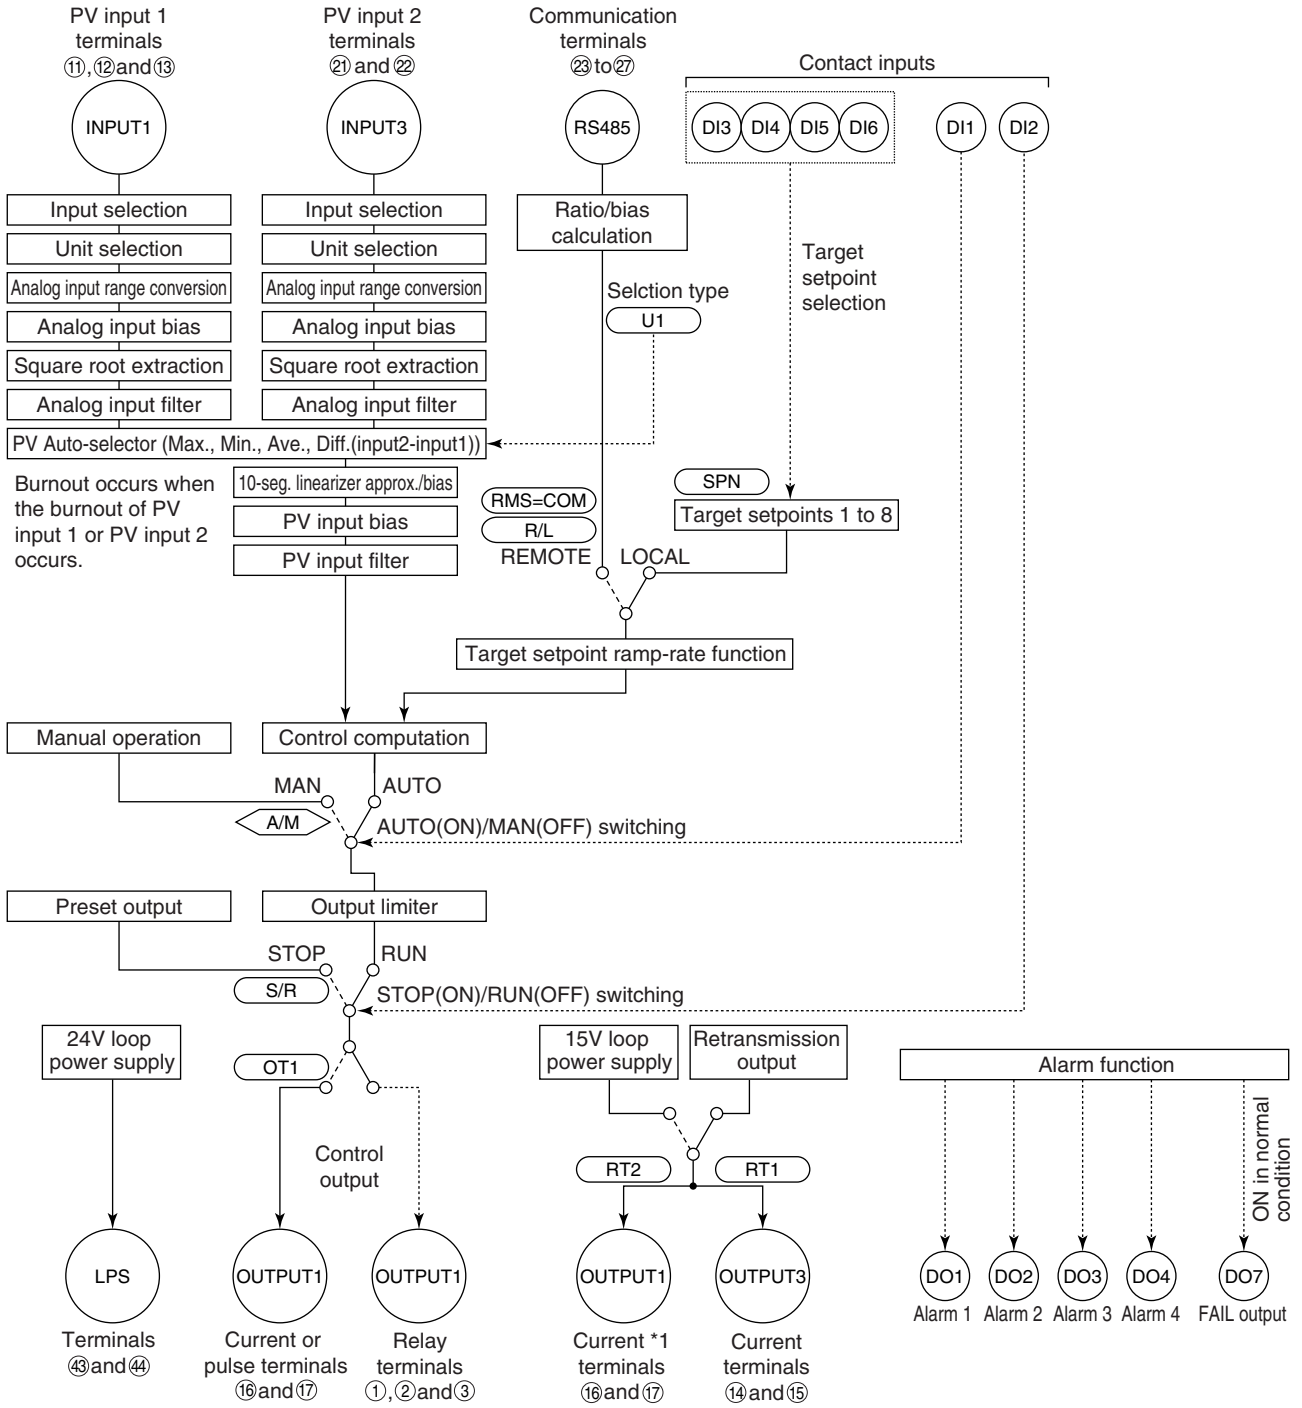 PV input 1
terminals
⑪,⑫and⑬
PV input 2
terminals
㉑ and ㉒
Communication
terminals
㉓to㉗
Contact inputs
INPUT1
INPUT3
RS485
DI3
DI4
DI5
DI6
DI1
DI2
Input selection
Unit selection
Analog input range conversion
Analog input bias
Square root extraction
Analog input filter
Input selection
Unit selection
Analog input range conversion
Analog input bias
Square root extraction
Analog input filter
Ratio/bias
calculation
Target
setpoint
selection
Selction type
U1
PV Auto-selector (Max., Min., Ave., Diff.(input2-input1))
Burnout occurs when
the burnout of PV
input 1 or PV input 2
occurs.
10-seg. linearizer approx./bias
PV input bias
PV input filter
RMS=COM
R/L
REMOTE
LOCAL
SPN
Target setpoints 1 to 8
Target setpoint ramp-rate function
Manual operation
Control computation
MAN
AUTO
A/M
AUTO(ON)/MAN(OFF) switching
Preset output
Output limiter
STOP
RUN
S/R
STOP(ON)/RUN(OFF) switching
24V loop
power supply
OT1
15V loop
power supply
Retransmission
output
Alarm function
Control
output
RT2
RT1
ON in normal
condition
LPS
OUTPUT1
OUTPUT1
OUTPUT1
OUTPUT3
DO1
DO2
DO3
DO4
DO7
Alarm 1
Alarm 2
Alarm 3
Alarm 4
FAIL output
Terminals
㊸and㊹
Current or
pulse terminals
⑯and⑰
Relay
terminals
①,②and③
Current *1
terminals
⑯and⑰
Current
terminals
⑭and⑮